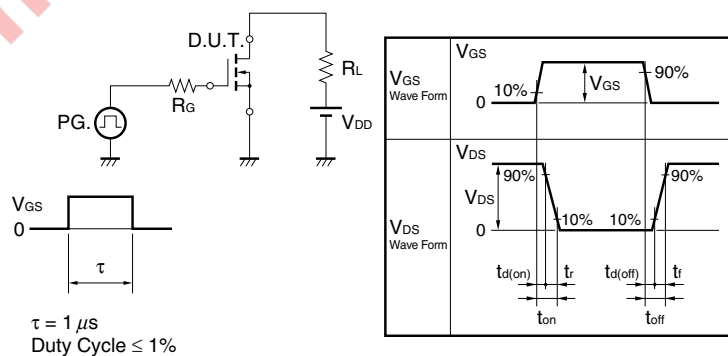 D.U.T.
RL
RG
PG.
VDD
VGS
0
τ
τ = 1 μs
Duty Cycle ≤ 1%
VGS
Wave Form
VGS
10%
VGS
90%
0
VDS
Wave Form
VDS
90%
90%
VDS
10%
10%
0
td(on)
tr
td(off)
tf
ton
toff